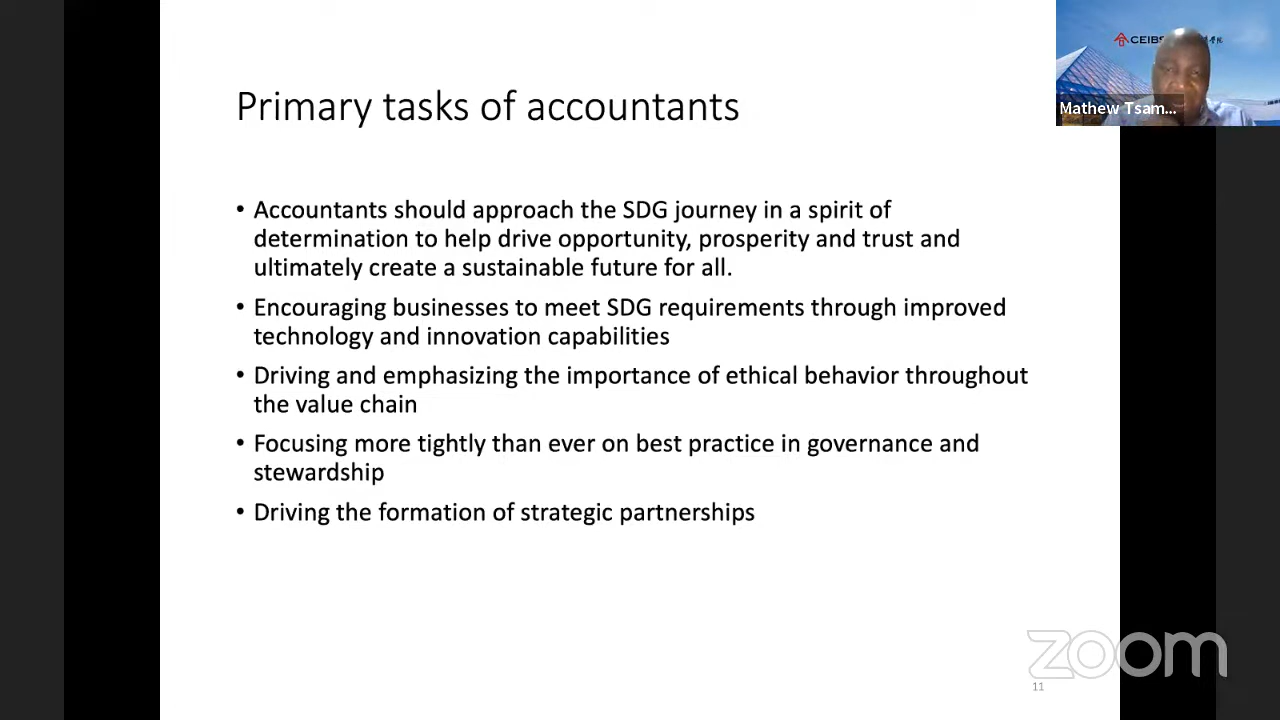 Primary tasks of accountants
• Accountants should approach the SDG journey in a spirit of
determination to help drive opportunity, prosperity and trust and
ultimately create a sustainable future for all.
• Encouraging businesses to meet SDG requirements through improved
technology and innovation capabilities
• Driving and emphasizing the importance of ethical behavior throughout
the value chain
• Focusing more tightly than ever on best practice in governance and
stewardship
• Driving the formation of strategic partnerships
CEIBS
Mathew Tsam...
zoom
11